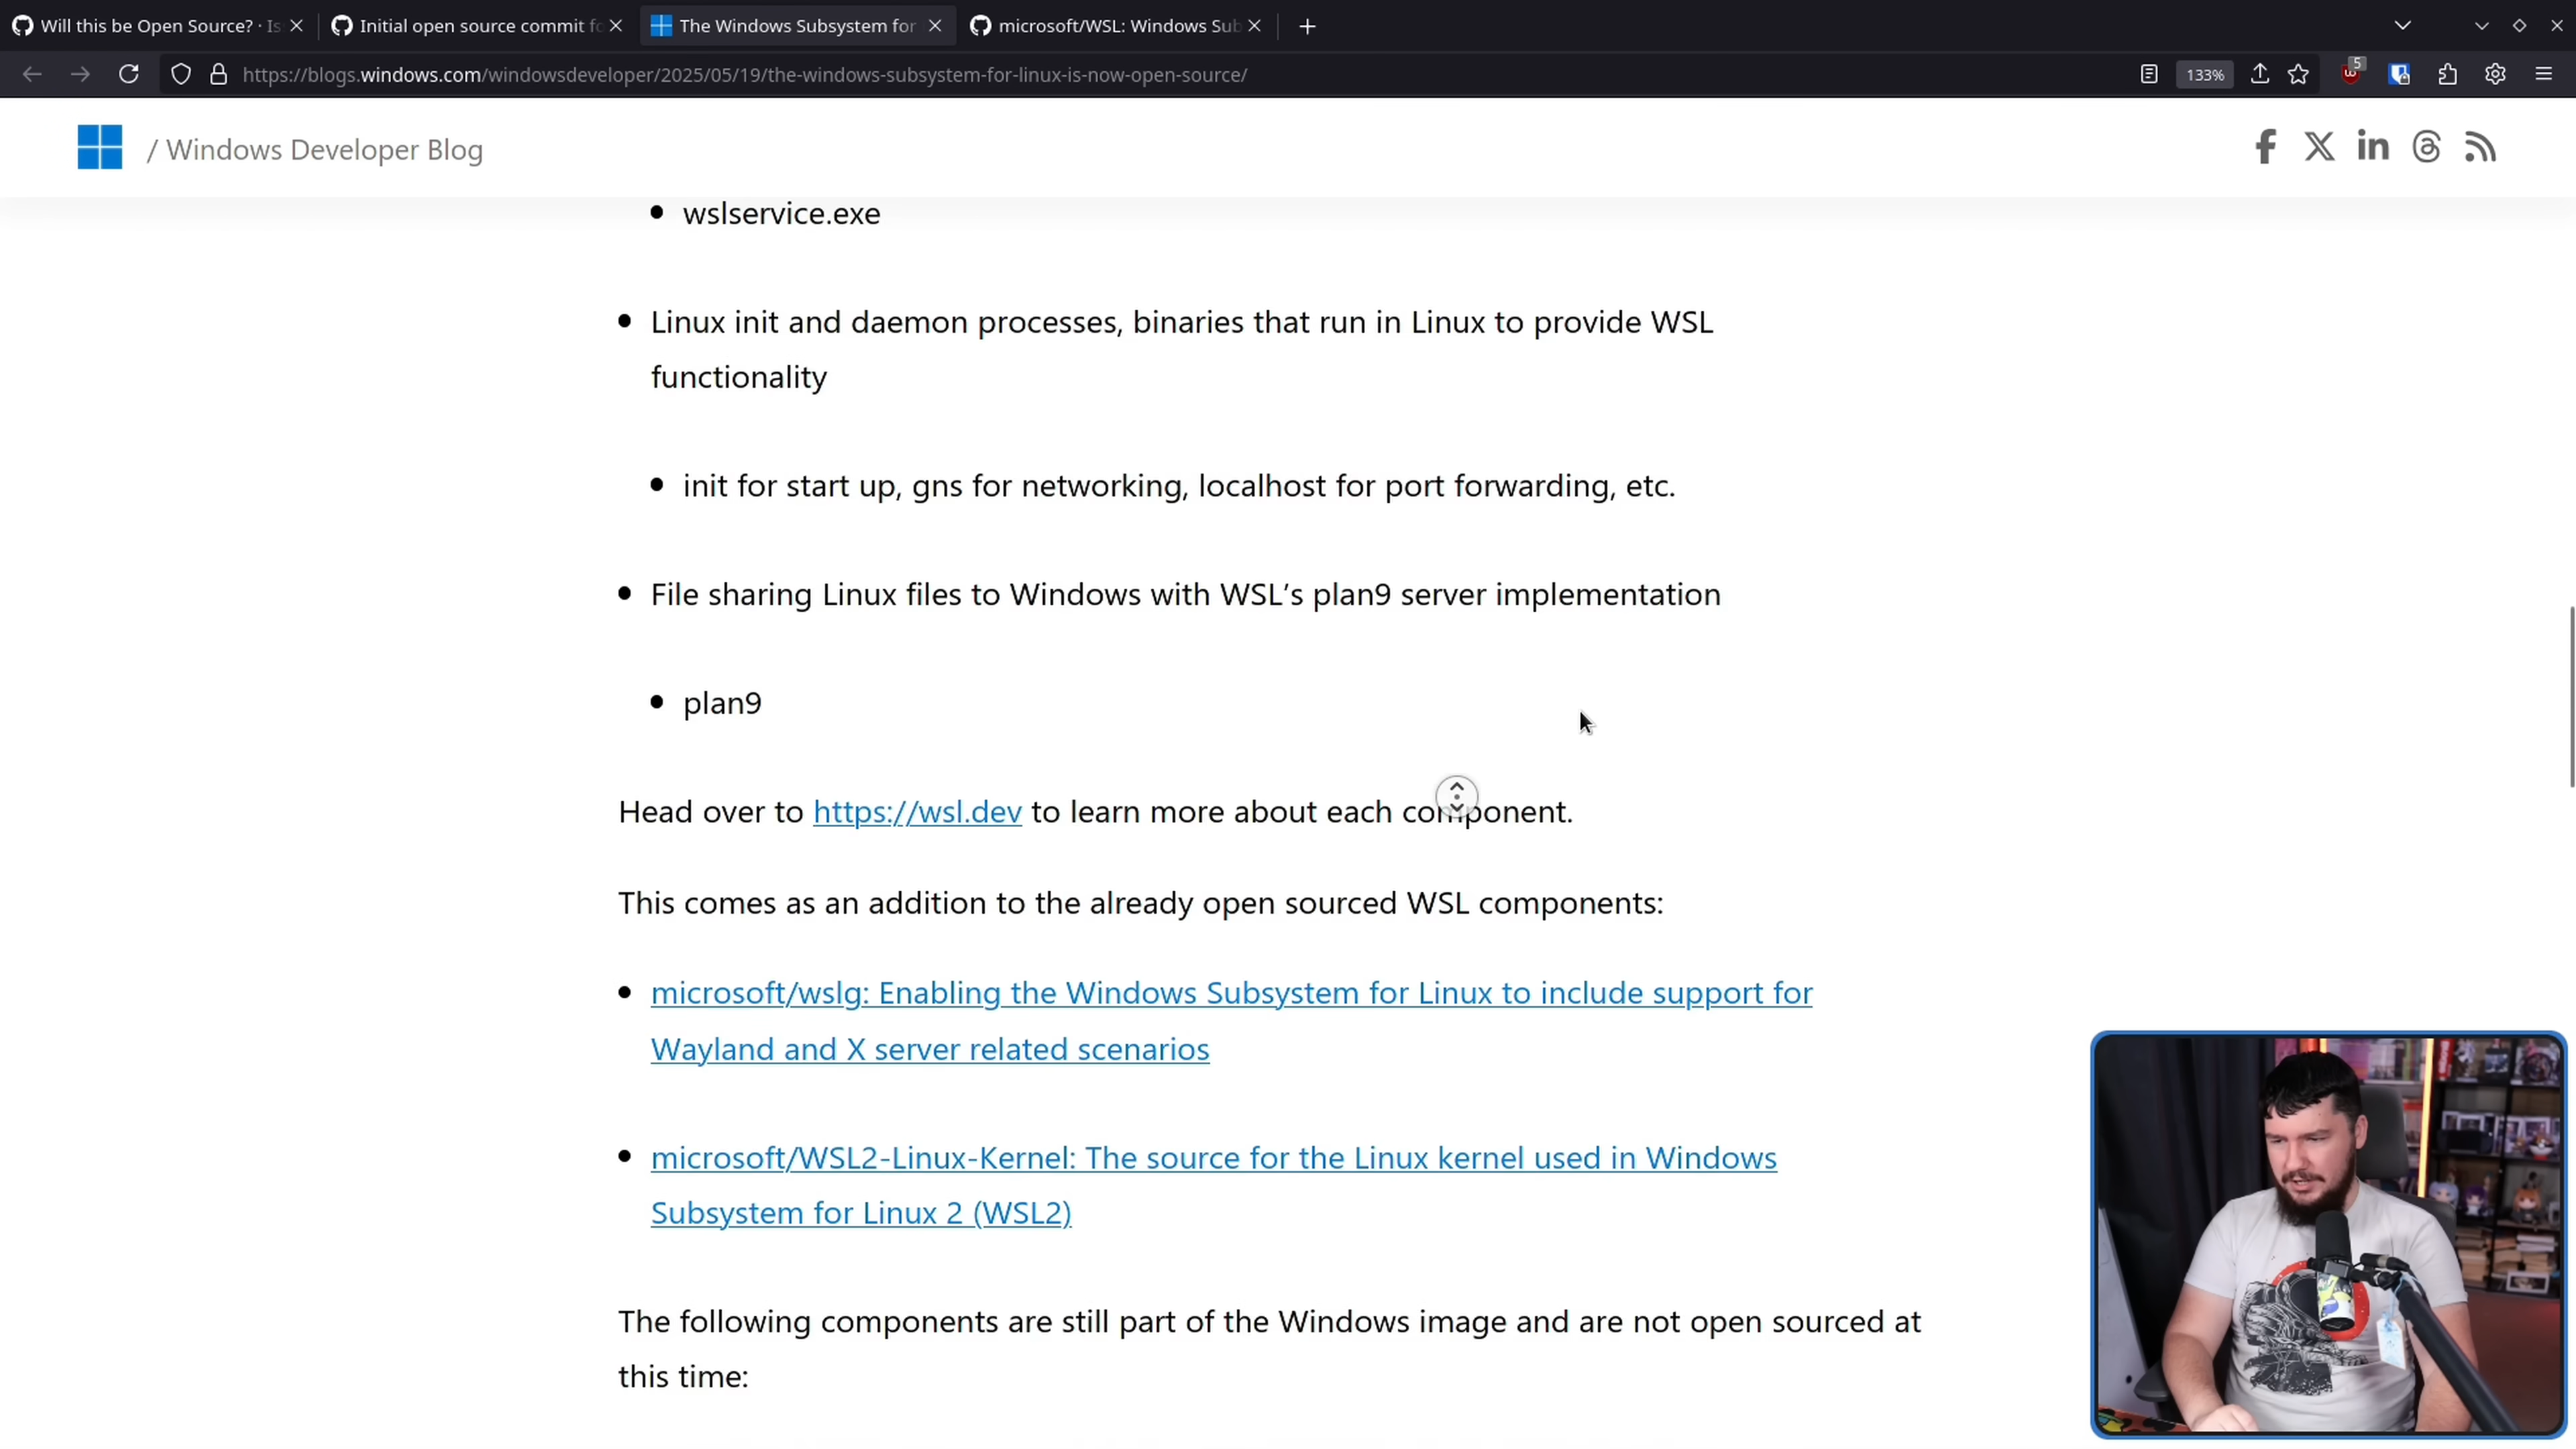 Will this be Open Source? · Is
Initial open source commit fo
The Windows Subsystem for
microsoft/WSL: Windows Sub
https://blogs.windows.com/windowsdeveloper/2025/05/19/the-windows-subsystem-for-linux-is-now-open-source/
133%
5
/ Windows Developer Blog
• wslservice.exe
• Linux init and daemon processes, binaries that run in Linux to provide WSL
functionality
• init for start up, gns for networking, localhost for port forwarding, etc.
• File sharing Linux files to Windows with WSL’s plan9 server implementation
• plan9
Head over to https://wsl.dev to learn more about each component.
This comes as an addition to the already open sourced WSL components:
• microsoft/wslg: Enabling the Windows Subsystem for Linux to include support for
Wayland and X server related scenarios
• microsoft/WSL2-Linux-Kernel: The source for the Linux kernel used in Windows
Subsystem for Linux 2 (WSL2)
The following components are still part of the Windows image and are not open sourced at
this time: